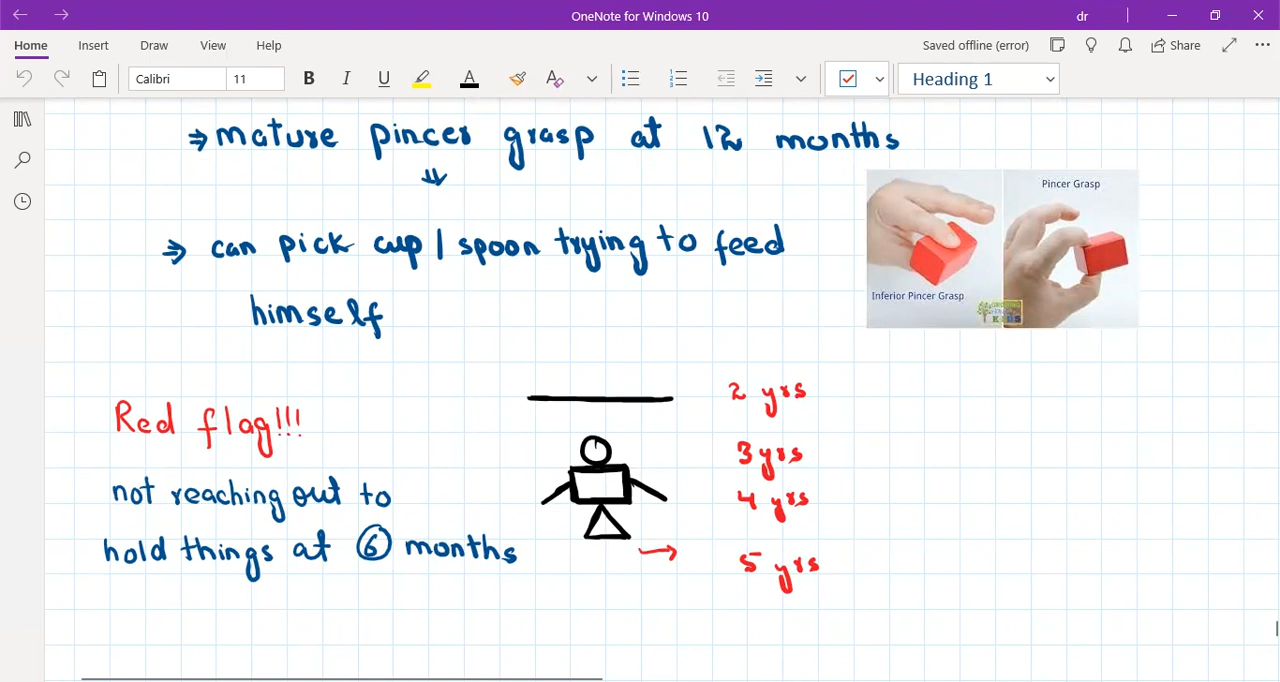 OneNote for Windows 10
dr
Home Insert Draw View Help
Saved offline (error)
Share
Calibri 11 B I U A
Heading 1
⇒ mature pincer grasp at 12 months
⇒ can pick cup / spoon trying to feed
himself
Pincer Grasp
Inferior Pincer Grasp
KIDS
Red flag!!!
not reaching out to
hold things at 6 months
2 yrs
3 yrs
4 yrs
5 yrs